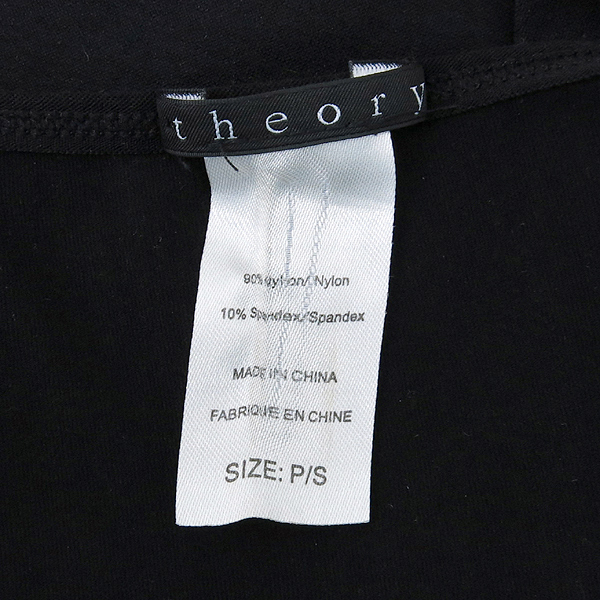 theory
90% Nylon/ Nylon
10% Spandex/Spandex
MADE IN CHINA
FABRIQUE EN CHINE
SIZE: P/S